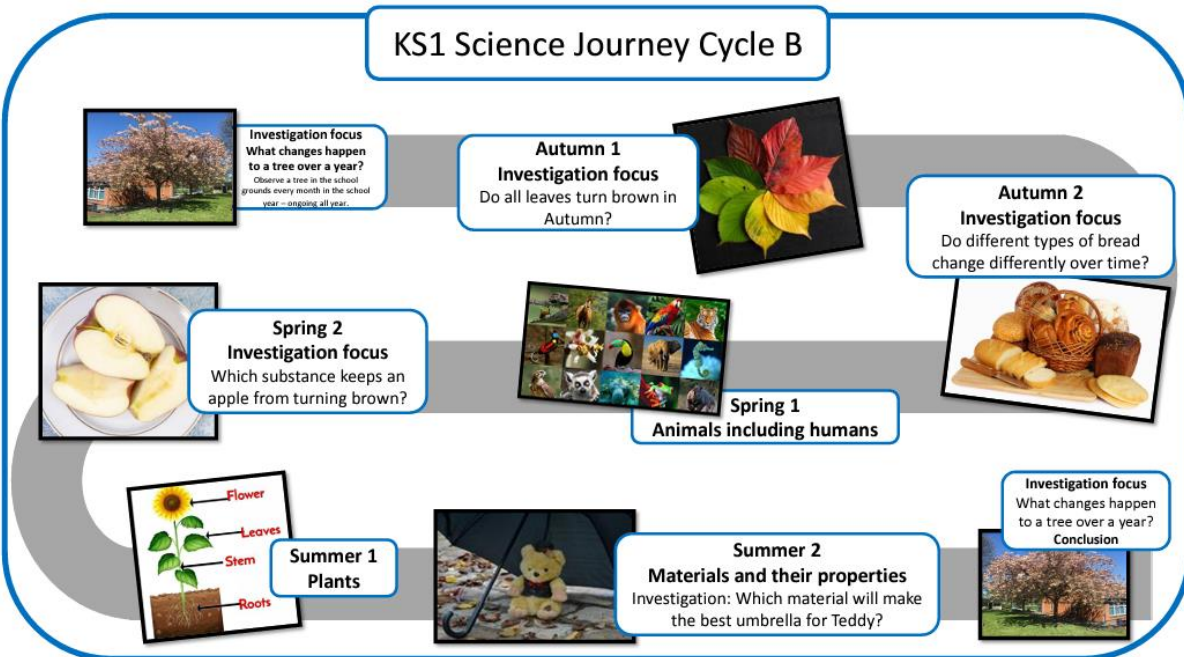 KS1 Science Journey Cycle B
Investigation focus
What changes happen
to a tree over a year?
Observe a tree in the school
grounds every month in the school
year – ongoing all year.
Autumn 1
Investigation focus
Do all leaves turn brown in
Autumn?
Autumn 2
Investigation focus
Do different types of bread
change differently over time?
Spring 1
Animals including humans
Spring 2
Investigation focus
Which substance keeps an
apple from turning brown?
Flower
Leaves
Stem
Roots
Summer 1
Plants
Summer 2
Materials and their properties
Investigation: Which material will make
the best umbrella for Teddy?
Investigation focus
What changes happen
to a tree over a year?
Conclusion